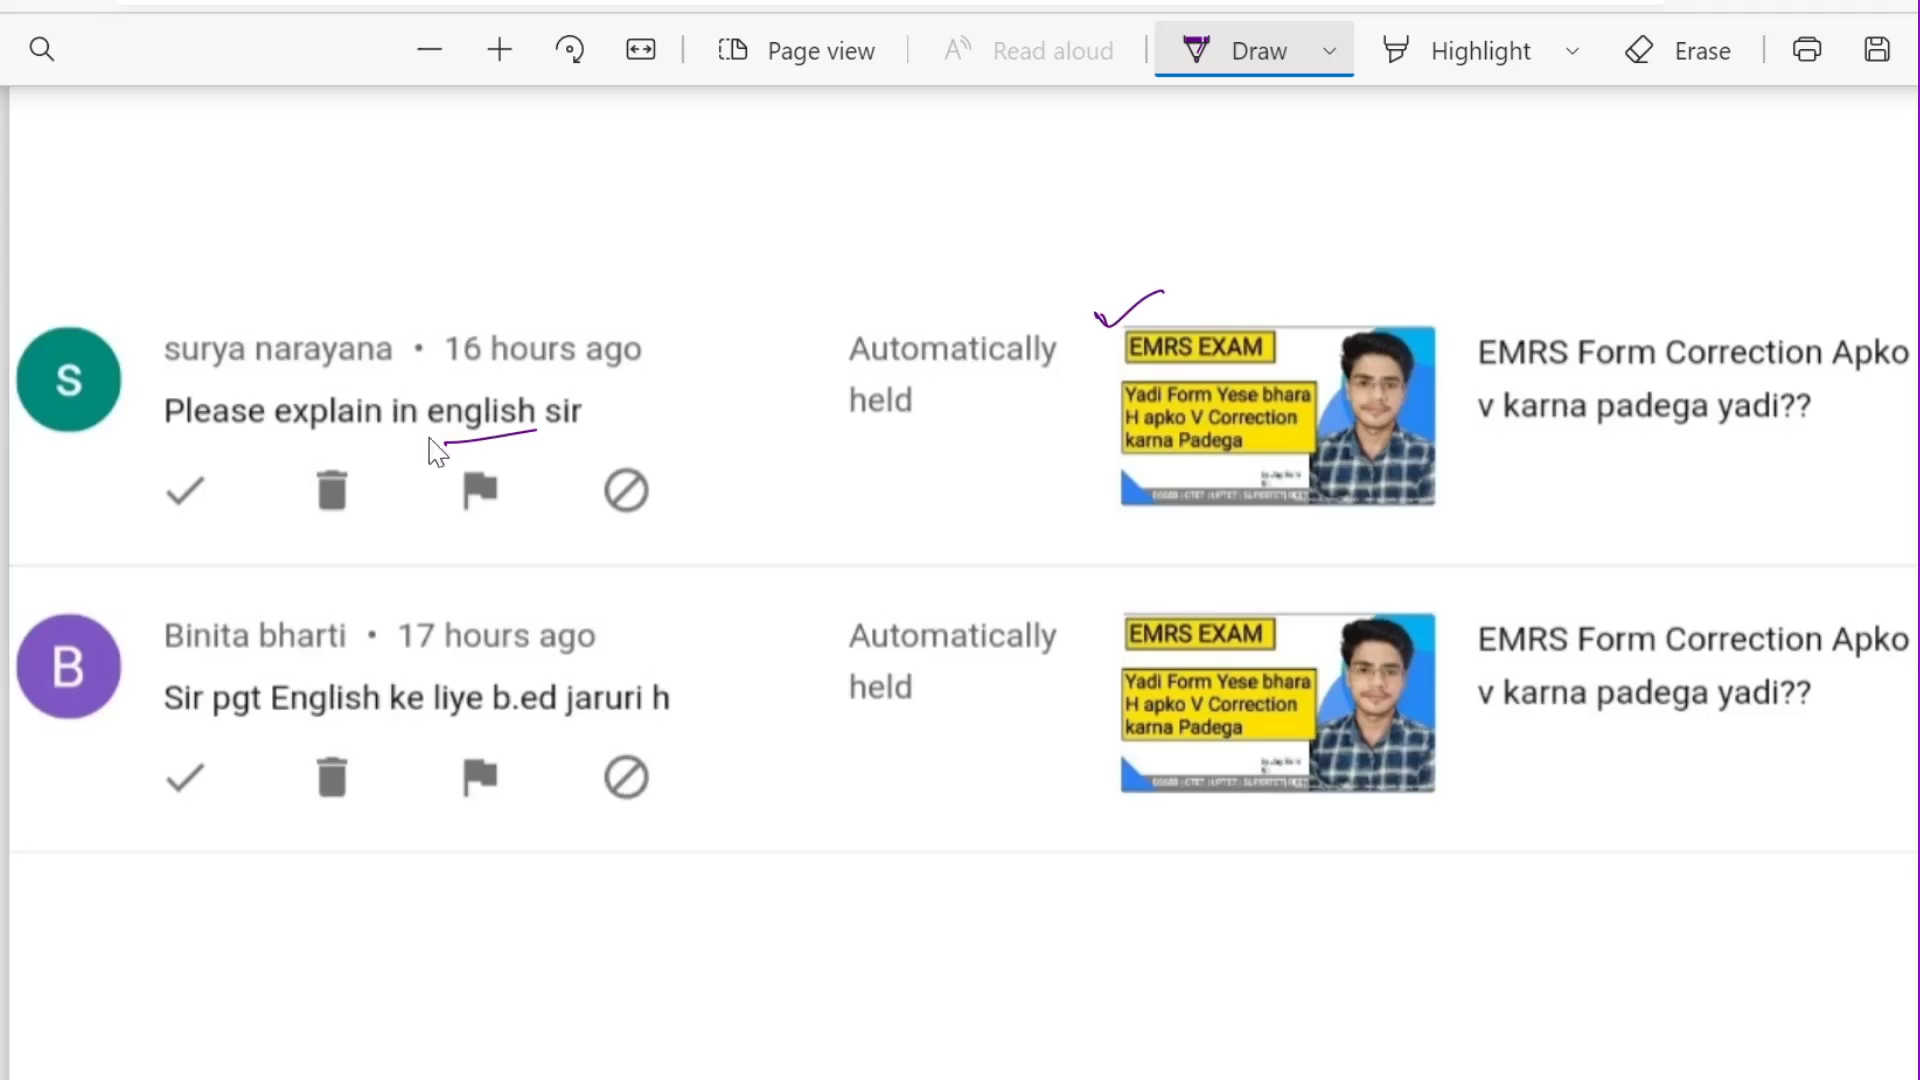 Page view
Read aloud
Draw
Highlight
Erase
S
surya narayana • 16 hours ago
Please explain in english sir
Automatically
held
EMRS EXAM
Yadi Form Yese bhara
H apko V Correction
karna Padega
EMRS Form Correction Apko
v karna padega yadi??
B
Binita bharti • 17 hours ago
Sir pgt English ke liye b.ed jaruri h
Automatically
held
EMRS EXAM
Yadi Form Yese bhara
H apko V Correction
karna Padega
EMRS Form Correction Apko
v karna padega yadi??